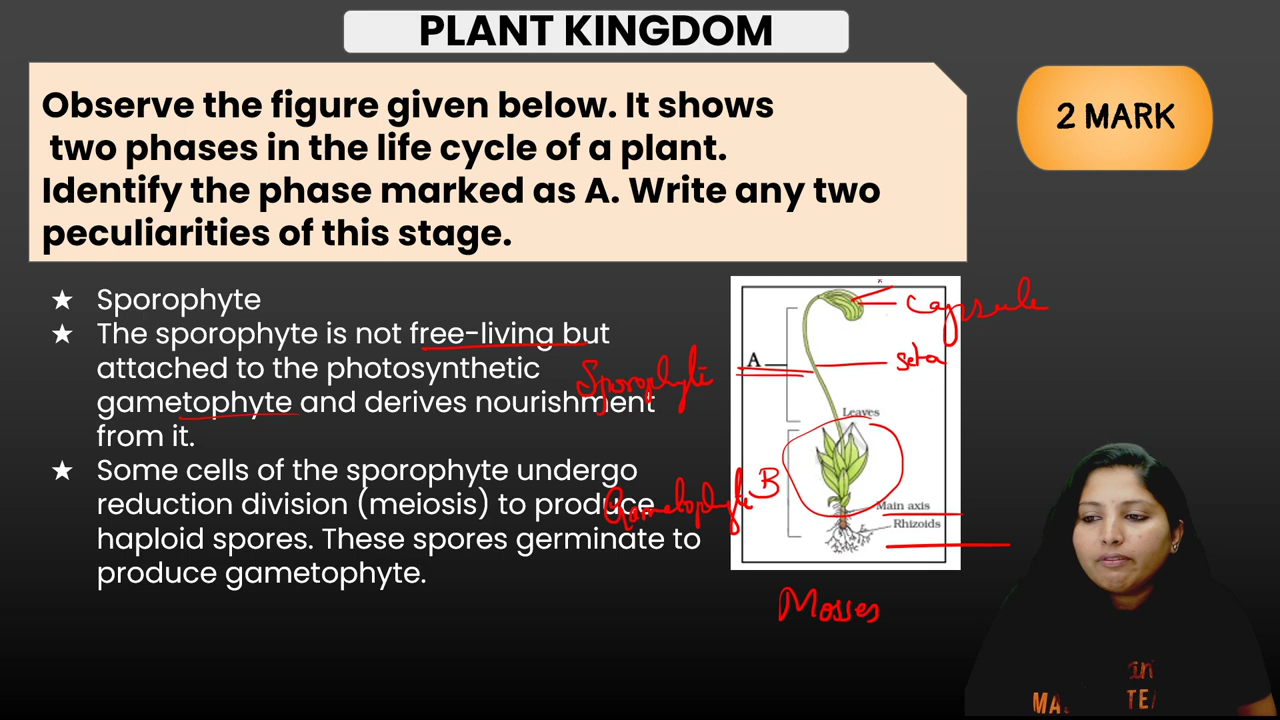 PLANT KINGDOM
Observe the figure given below. It shows
two phases in the life cycle of a plant.
Identify the phase marked as A. Write any two
peculiarities of this stage.
2 MARK
★ Sporophyte
★ The sporophyte is not free-living but
attached to the photosynthetic
gametophyte and derives nourishment
from it.
★ Some cells of the sporophyte undergo
reduction division (meiosis) to produce
haploid spores. These spores germinate to
produce gametophyte.
Capsule
A
seta
Sporophyte
Leaves
Gametophyte B
Main axis
Rhizoids
Mosses